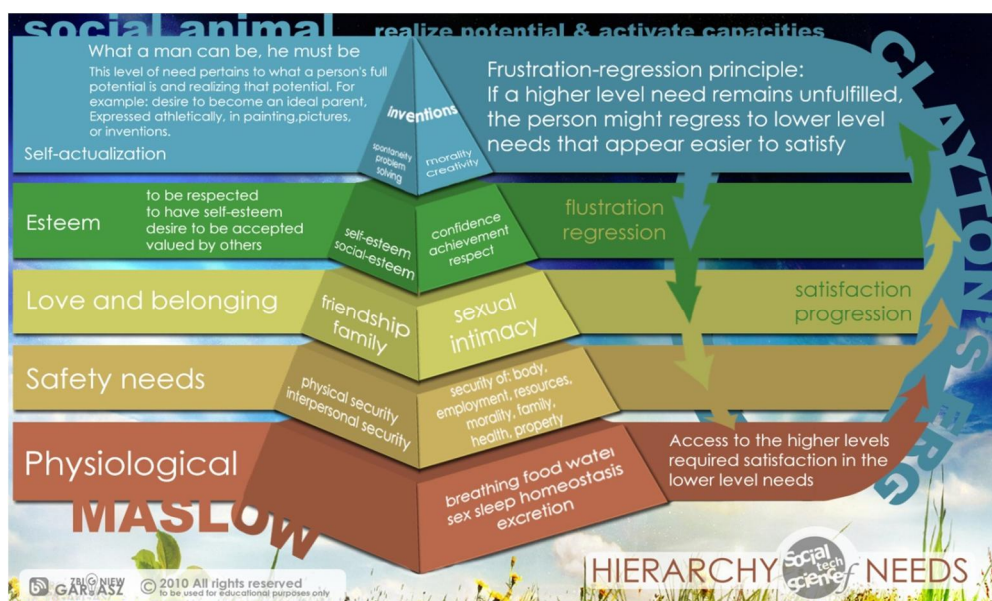 social animal
realize potential & activate capacities
What a man can be, he must be
This level of need pertains to what a person's full
potential is and realizing that potential. For
example: desire to become an ideal parent,
Expressed athletically, in painting,pictures,
or inventions.
Self-actualization
inventions
spontaneity
problem
solving
morality
creativity
Frustration-regression principle:
If a higher level need remains unfulfilled,
the person might regress to lower level
needs that appear easier to satisfy
Esteem
to be respected
to have self-esteem
desire to be accepted
valued by others
self-esteem
social-esteem
confidence
achievement
respect
flustration
regression
Love and belonging
friendship
family
sexual
intimacy
satisfaction
progression
Safety needs
physical security
interpersonal security
security of: body,
employment, resources,
morality, family,
health, property
Physiological
breathing food water
sex sleep homeostasis
excretion
Access to the higher levels
required satisfaction in the
lower level needs
CLAYTON'S ERG
MASLOW
ZBIGNIEW
GARBASZ
© 2010 All rights reserved
to be used for educational purposes only
HIERARCHY of NEEDS
Social
tech
science